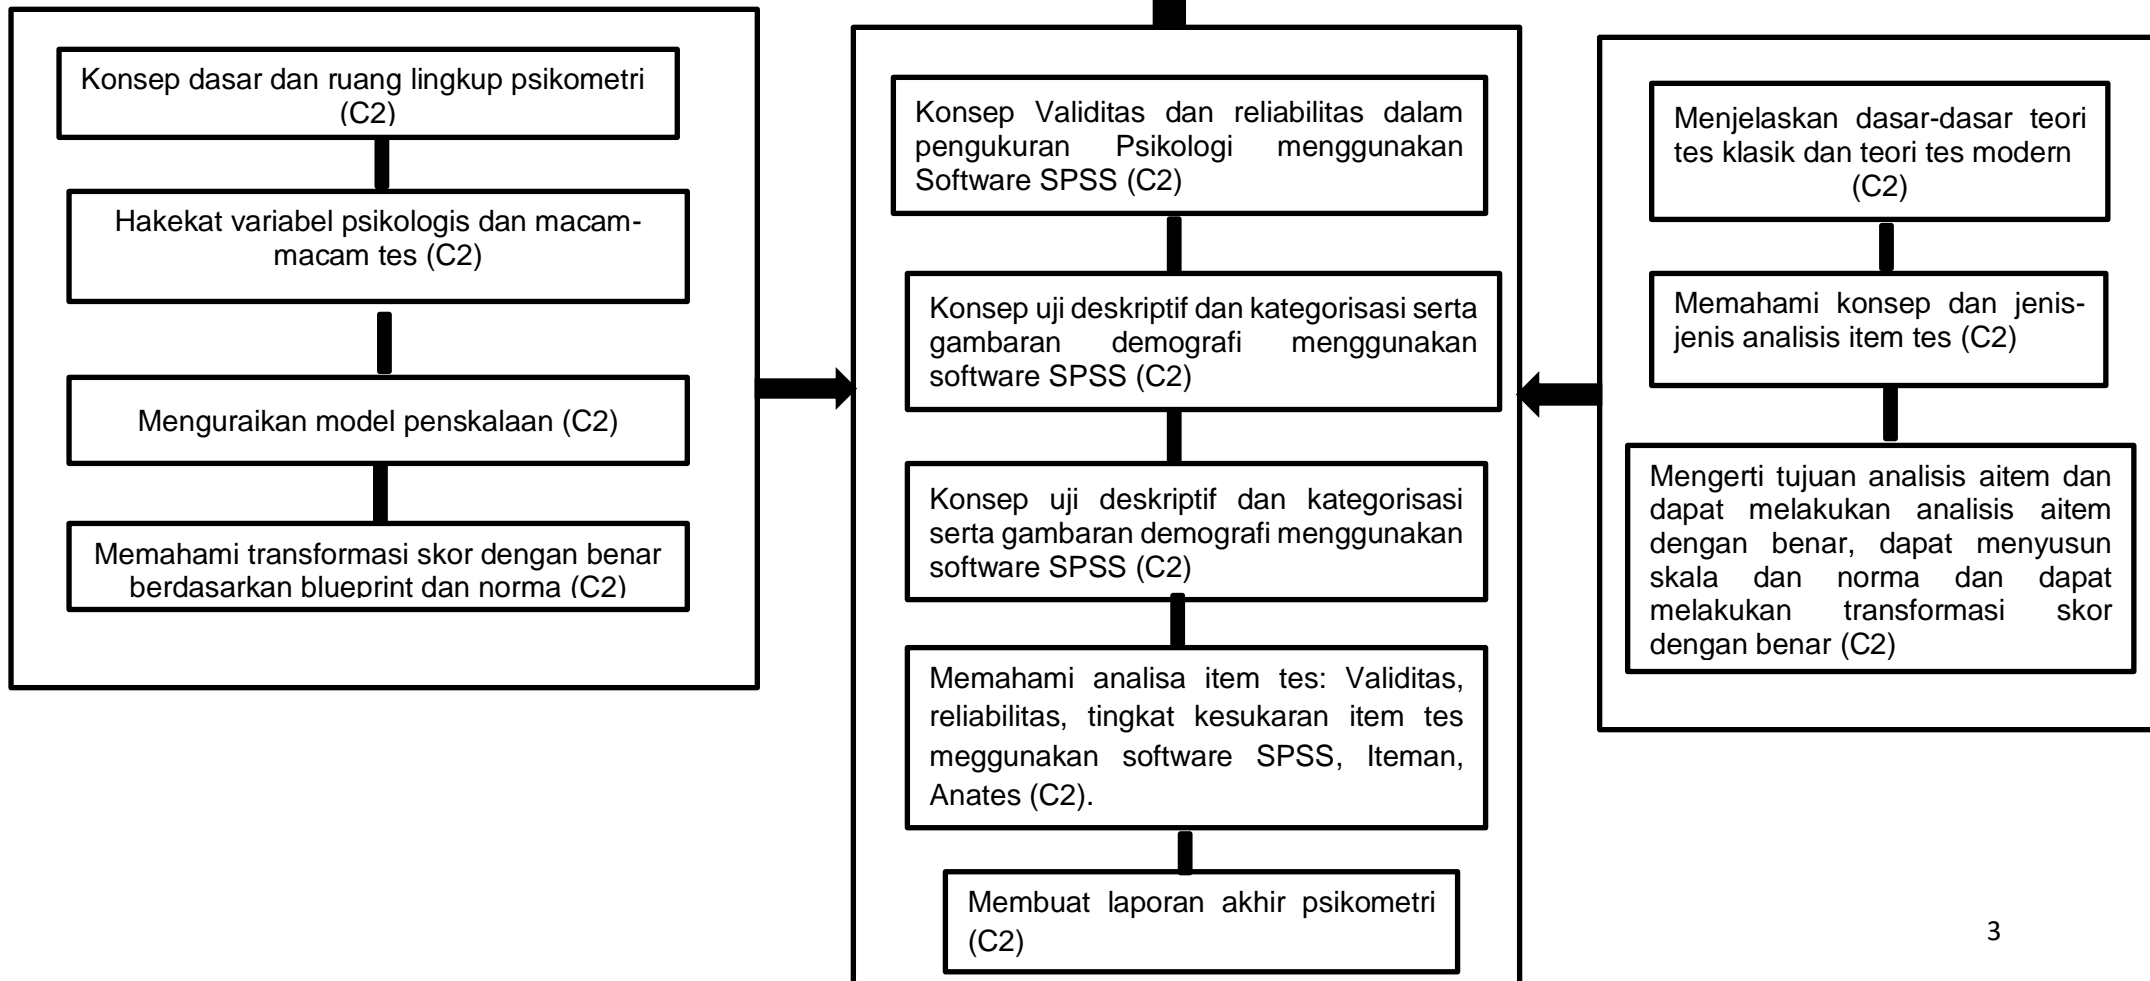 Konsep dasar dan ruang lingkup psikometri
(C2)
Hakekat variabel psikologis dan macam-
macam tes (C2)
Menguraikan model penskalaan (C2)
Memahami transformasi skor dengan benar
berdasarkan blueprint dan norma (C2)
Konsep Validitas dan reliabilitas dalam
pengukuran Psikologi menggunakan
Software SPSS (C2)
Konsep uji deskriptif dan kategorisasi serta
gambaran demografi menggunakan
software SPSS (C2)
Konsep uji deskriptif dan kategorisasi
serta gambaran demografi menggunakan
software SPSS (C2)
Memahami analisa item tes: Validitas,
reliabilitas, tingkat kesukaran item tes
meggunakan software SPSS, Iteman,
Anates (C2).
Membuat laporan akhir psikometri
(C2)
Menjelaskan dasar-dasar teori
tes klasik dan teori tes modern
(C2)
Memahami konsep dan jenis-
jenis analisis item tes (C2)
Mengerti tujuan analisis aitem dan
dapat melakukan analisis aitem
dengan benar, dapat menyusun
skala dan norma dan dapat
melakukan transformasi skor
dengan benar (C2)
3